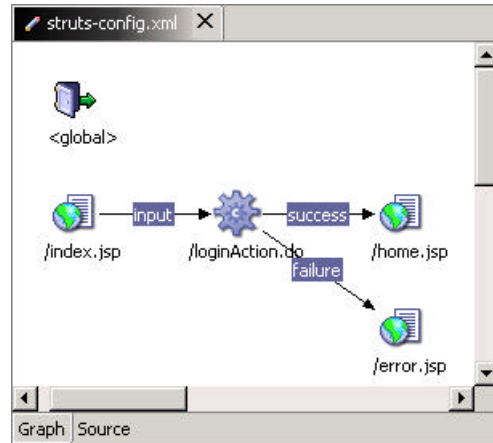 struts-config.xml
<global>
input
success
/index.jsp
/loginAction.do
/home.jsp
failure
/error.jsp
Graph Source